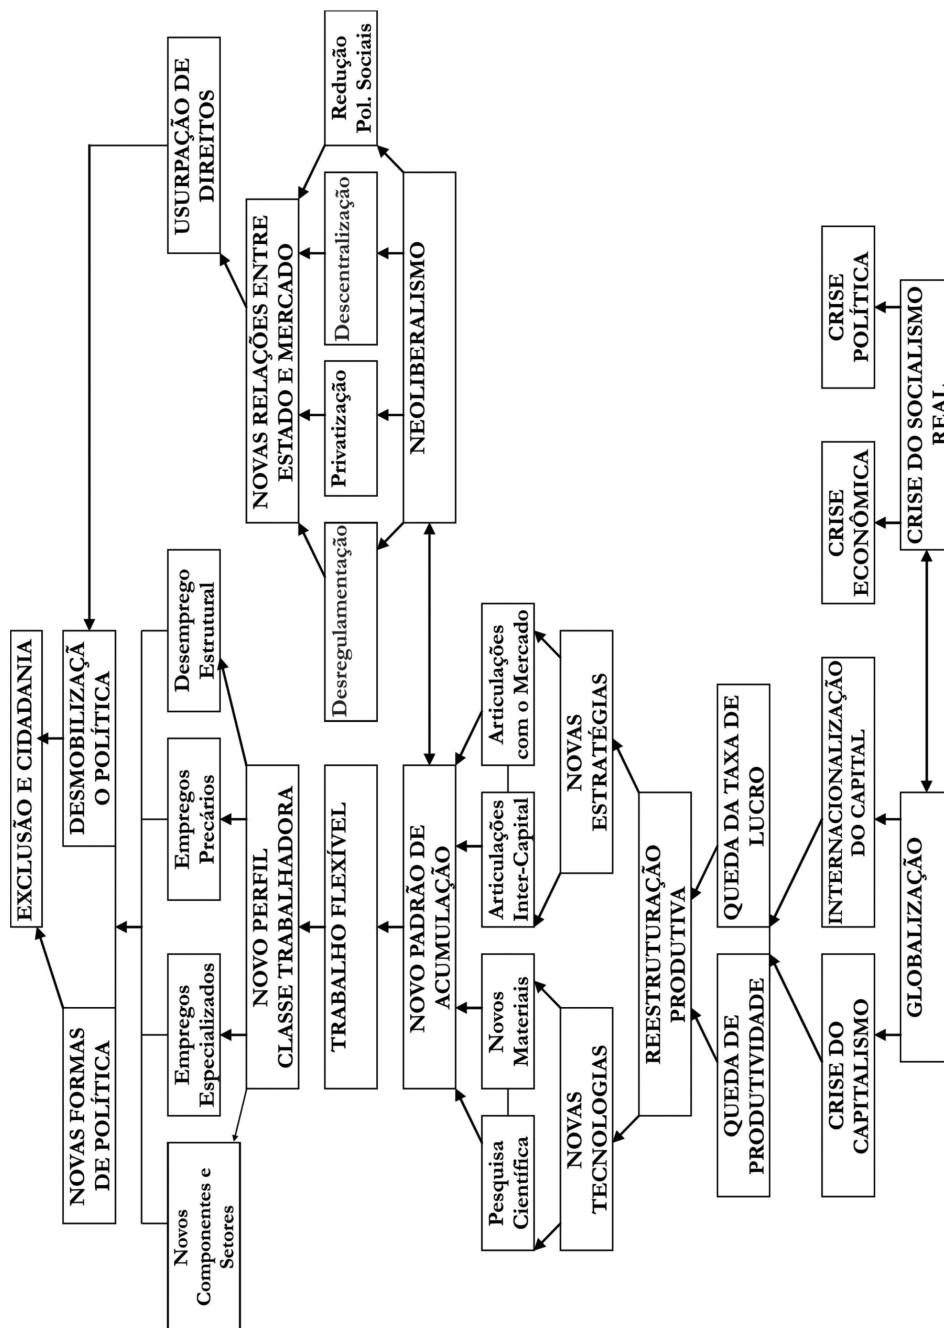 EXCLUSÃO E CIDADANIA
NOVAS FORMAS
DE POLÍTICA
DESMOBILIZAÇÃ
O POLÍTICA
USURPAÇÃO DE
DIREITOS
Novos
Componentes e
Setores
Empregos
Especializados
Empregos
Precários
Desemprego
Estrutural
NOVO PERFIL
CLASSE TRABALHADORA
NOVAS RELAÇÕES ENTRE
ESTADO E MERCADO
TRABALHO FLEXÍVEL
Desregulamentação
Privatização
Descentralização
Redução
Pol. Sociais
NOVO PADRÃO DE
ACUMULAÇÃO
NEOLIBERALISMO
Pesquisa
Científica
Novos
Materiais
Articulações
Inter-Capital
Articulações
com o Mercado
NOVAS
TECNOLOGIAS
NOVAS
ESTRATÉGIAS
REESTRUTURAÇÃO
PRODUTIVA
QUEDA DE
PRODUTIVIDADE
QUEDA DA TAXA DE
LUCRO
CRISE DO
CAPITALISMO
INTERNACIONALIZAÇÃO
DO CAPITAL
CRISE
ECONÔMICA
CRISE
POLÍTICA
GLOBALIZAÇÃO
CRISE DO SOCIALISMO
REAL